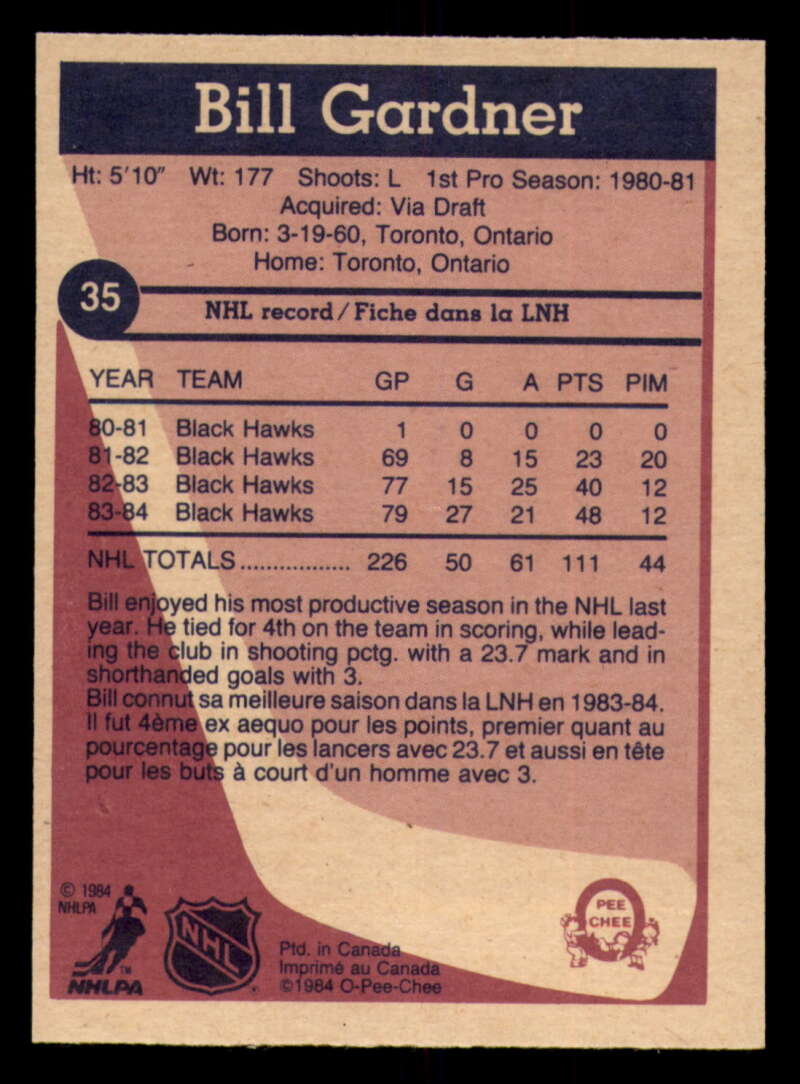 Bill Gardner
Ht: 5'10" Wt: 177 Shoots: L 1st Pro Season: 1980-81
Acquired: Via Draft
Born: 3-19-60, Toronto, Ontario
Home: Toronto, Ontario
35
NHL record/Fiche dans la LNH
YEAR TEAM GP G A PTS PIM
80-81 Black Hawks 1 0 0 0 0
81-82 Black Hawks 69 8 15 23 20
82-83 Black Hawks 77 15 25 40 12
83-84 Black Hawks 79 27 21 48 12
NHL TOTALS................. 226 50 61 111 44
Bill enjoyed his most productive season in the NHL last
year. He tied for 4th on the team in scoring, while lead-
ing the club in shooting pctg. with a 23.7 mark and in
shorthanded goals with 3.
Bill connut sa meilleure saison dans la LNH en 1983-84.
Il fut 4ème ex aequo pour les points, premier quant au
pourcentage pour les lancers avec 23.7 et aussi en tête
pour les buts à court d'un homme avec 3.
© 1984
NHLPA
TM
NHLPA
NHL
Ptd. in Canada
Imprimé au Canada
©1984 O-Pee-Chee
PEE
CHEE